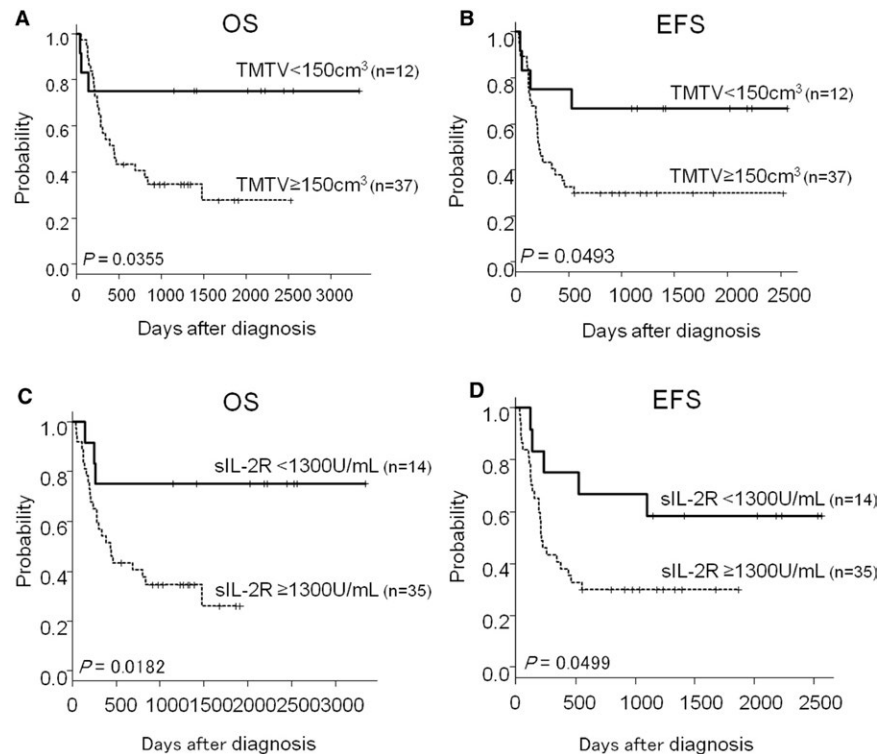 A
OS
1.0
0.8
0.6
0.4
0.2
0.0
Probability
TMTV<150cm³ (n=12)
TMTV≥150cm³ (n=37)
P = 0.0355
0 500 1000 1500 2000 2500 3000
Days after diagnosis
B
EFS
1.0
0.8
0.6
0.4
0.2
0.0
Probability
TMTV<150cm³ (n=12)
TMTV≥150cm³ (n=37)
P = 0.0493
0 500 1000 1500 2000 2500
Days after diagnosis
C
OS
1.0
0.8
0.6
0.4
0.2
0.0
Probability
sIL-2R <1300U/mL (n=14)
sIL-2R ≥1300U/mL (n=35)
P = 0.0182
0 500 1000 1500 2000 2500 3000
Days after diagnosis
D
EFS
1.0
0.8
0.6
0.4
0.2
0.0
Probability
sIL-2R <1300U/mL (n=14)
sIL-2R ≥1300U/mL (n=35)
P = 0.0499
0 500 1000 1500 2000 2500
Days after diagnosis